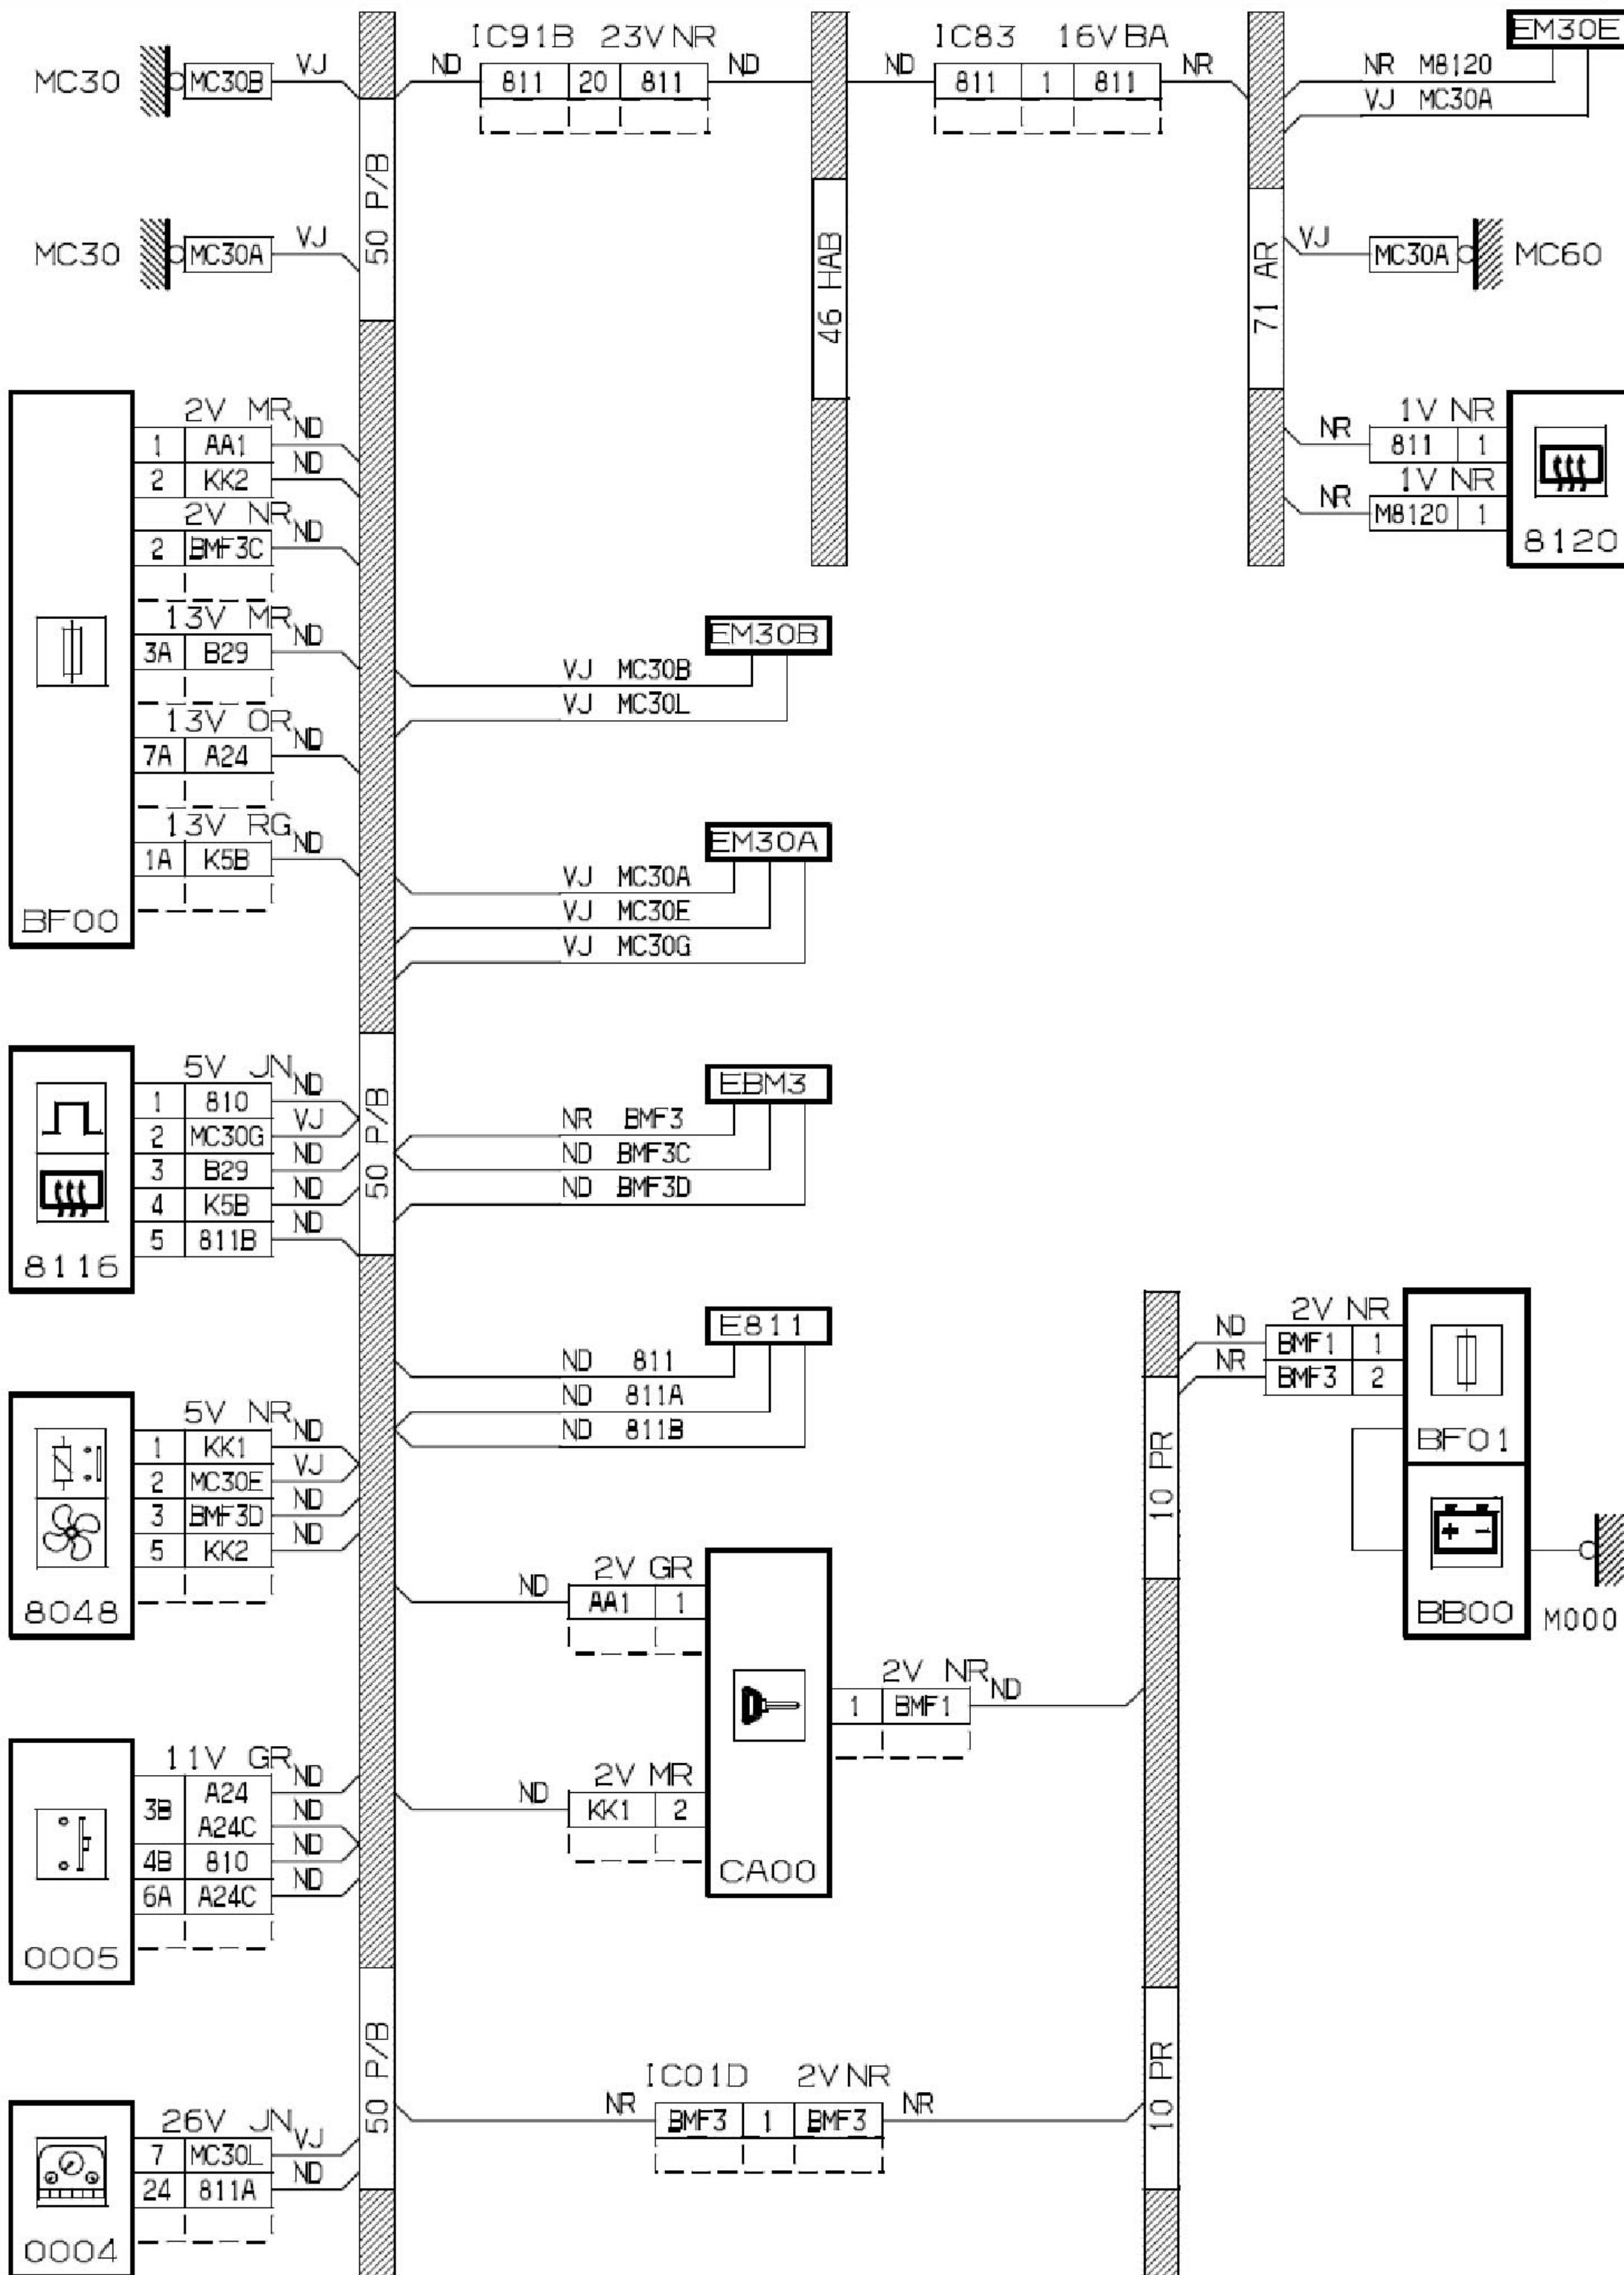 IC91B 23VNR
IC83 16VBA
EM30E
MC30 MC30B VJ
ND 811 20 811 ND
ND 811 1 811 NR
NR M8120
VJ MC30A
50 P/B
46 HAB
71 AR
MC30 MC30A VJ
VJ MC30A MC60
2V MR
1 AA1 ND
2 KK2 ND
2V NR
2 BMF3C ND
13V MR
3A B29 ND
13V OR
7A A24 ND
13V RG
1A K5B ND
BF00
1V NR
NR 811 1
1V NR
NR M8120 1
8120
EM30B
VJ MC30B
VJ MC30L
EM30A
VJ MC30A
VJ MC30E
VJ MC30G
5V JN
1 810 ND
2 MC30G VJ
3 B29 ND
4 K5B ND
5 811B ND
8116
50 P/B
EBM3
NR BMF3
ND BMF3C
ND BMF3D
E811
ND 811
ND 811A
ND 811B
2V NR
ND BMF1 1
NR BMF3 2
BF01
10 PR
BB00
M000
5V NR
1 KK1 ND
2 MC30E VJ
3 BMF3D ND
5 KK2 ND
8048
2V GR
ND AA1 1
2V NR
1 BMF1 ND
2V MR
ND KK1 2
CA00
11V GR
3B A24 ND
A24C ND
4B 810 ND
6A A24C ND
0005
50 P/B
10 PR
IC01D 2VNR
NR BMF3 1 BMF3 NR
26V JN
7 MC30L VJ
24 811A ND
0004